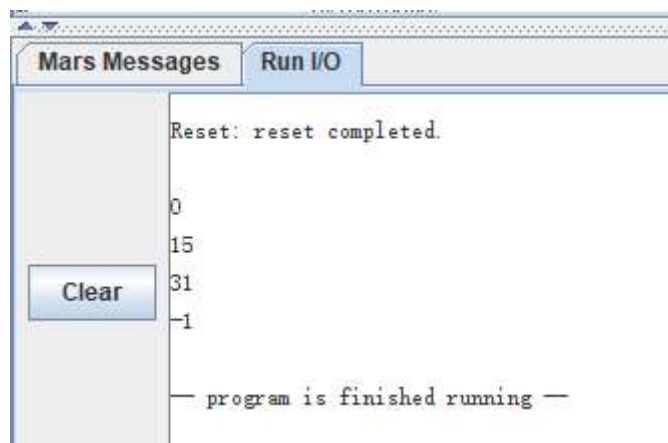 Mars Messages Run I/O
Reset: reset completed.
0
15
31
-1
Clear
-- program is finished running --